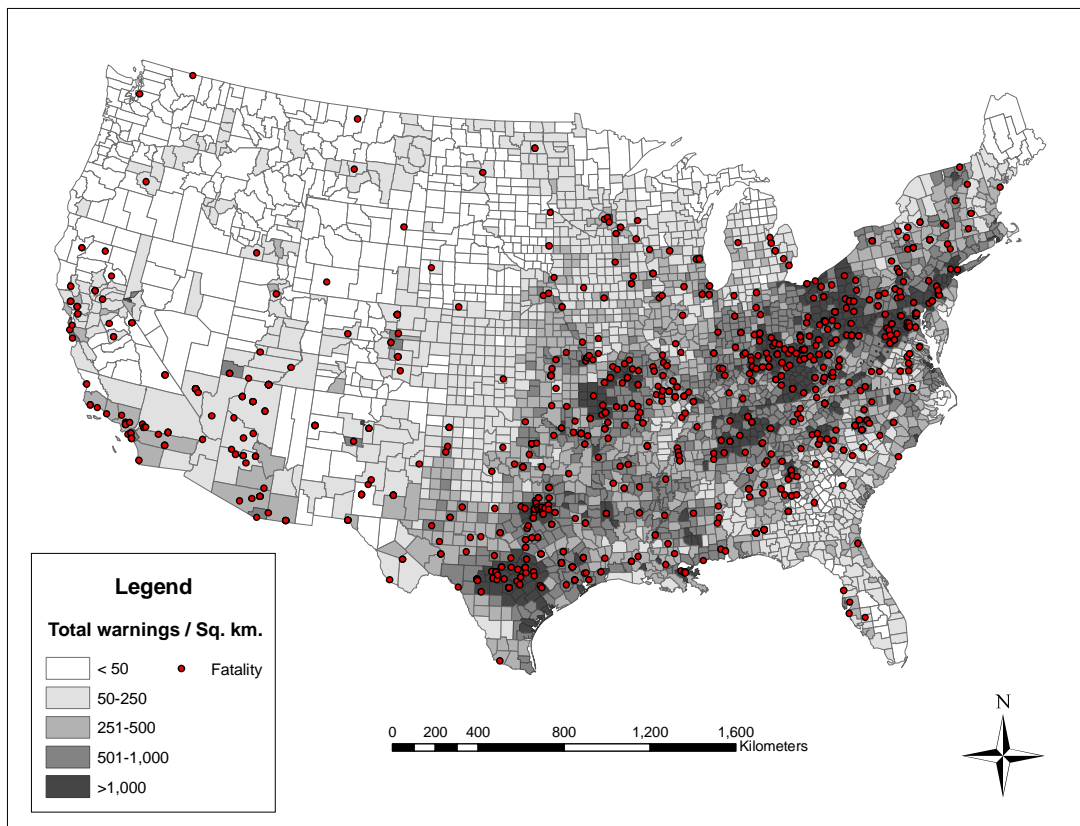 Legend
Total warnings / Sq. km.
< 50
Fatality
50-250
251-500
501-1,000
>1,000
0 200 400 800 1,200 1,600
Kilometers
N